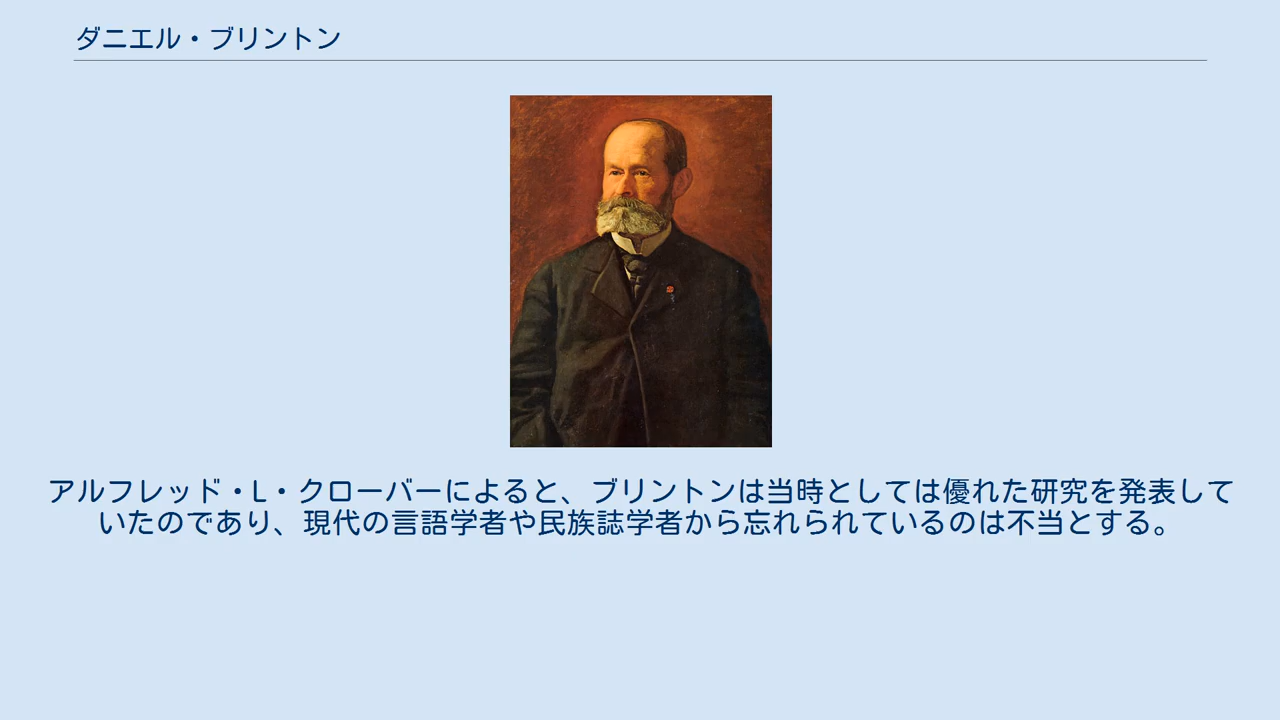 ダニエル・ブリントン
アルフレッド・L・クローバーによると、ブリントンは当時としては優れた研究を発表して
いたのであり、現代の言語学者や民族誌学者から忘れられているのは不当とする。